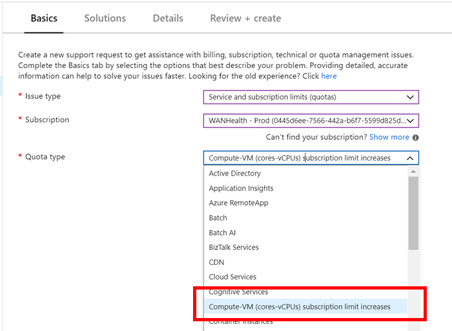 Basics
Solutions
Details
Review + create
Create a new support request to get assistance with billing, subscription, technical or quota management issues.
Complete the Basics tab by selecting the options that best describe your problem. Providing detailed, accurate
information can help to solve your issues faster. Looking for the old experience? Click here
* Issue type
Service and subscription limits (quotas)
* Subscription
WANHealth - Prod (0445d6ee-7566-442a-b6f7-5599d825d...
Can't find your subscription? Show more
* Quota type
Compute-VM (cores-vCPUs) subscription limit increases
Active Directory
Application Insights
Azure RemoteApp
Batch
Batch AI
BizTalk Services
CDN
Cloud Services
Cognitive Services
Compute-VM (cores-vCPUs) subscription limit increases
Container Instances